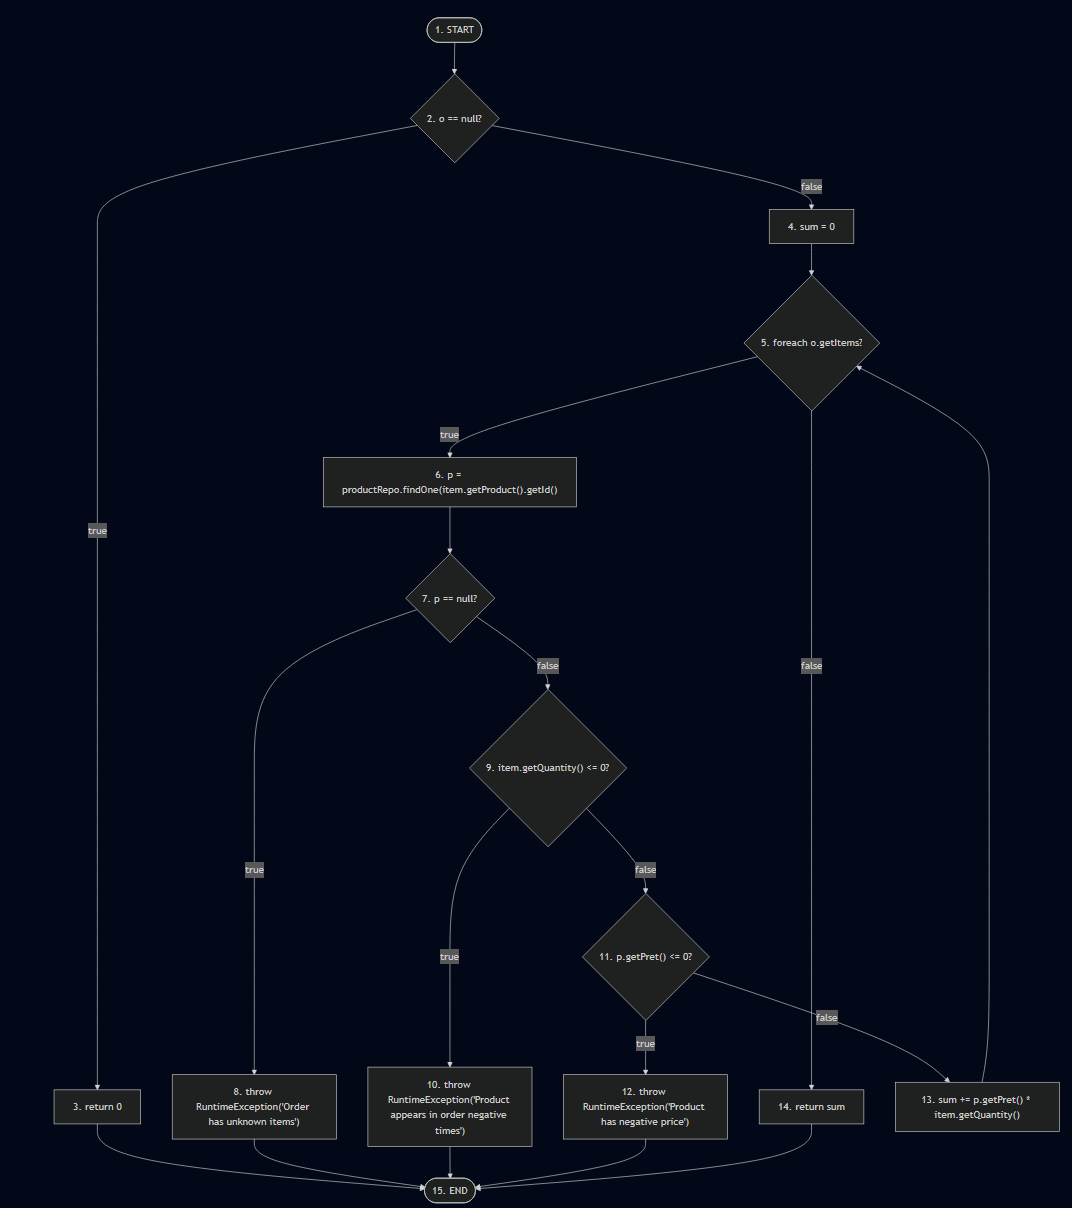 1. START
2. o == null?
false
4. sum = 0
5. foreach o.getItems?
true
6. p =
productRepo.findOne(item.getProduct().getId()
true
7. p == null?
false
false
9. item.getQuantity() <= 0?
true
false
true
11. p.getPret() <= 0?
false
true
3. return 0
8. throw
RuntimeException('Order
has unknown items')
10. throw
RuntimeException('Product
appears in order negative
times')
12. throw
RuntimeException('Product
has negative price')
14. return sum
13. sum += p.getPret() *
item.getQuantity()
15. END